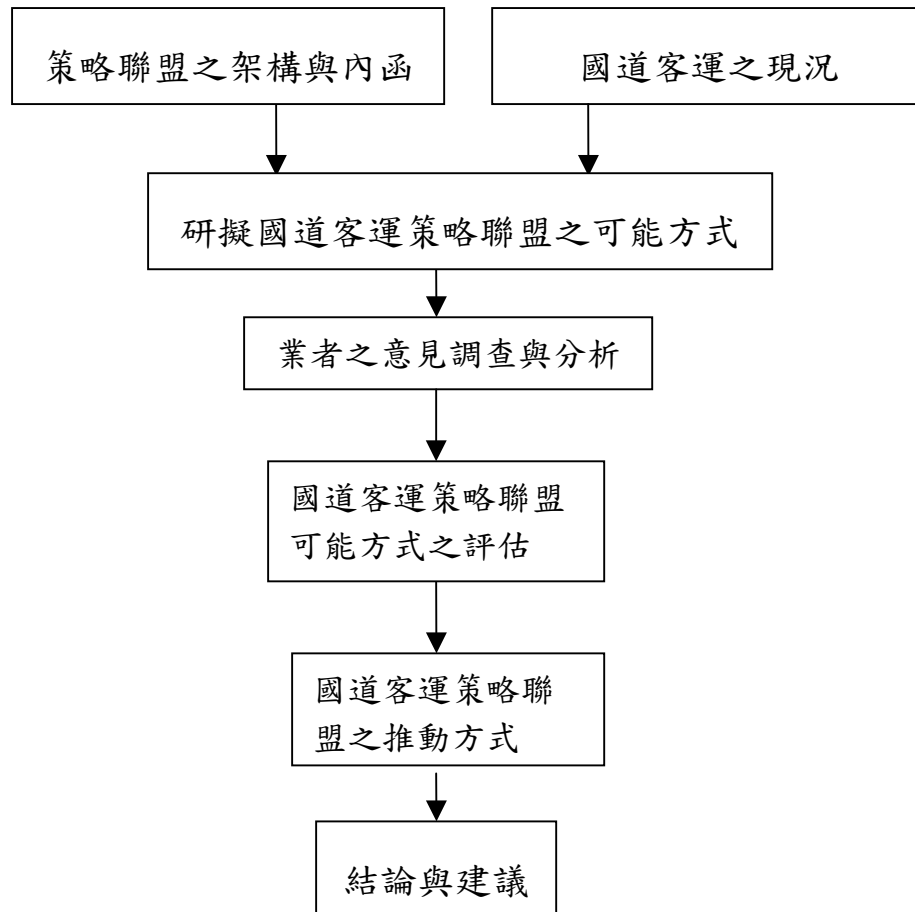 策略聯盟之架構與內函
國道客運之現況
研擬國道客運策略聯盟之可能方式
業者之意見調查與分析
國道客運策略聯盟
可能方式之評估
國道客運策略聯
盟之推動方式
結論與建議